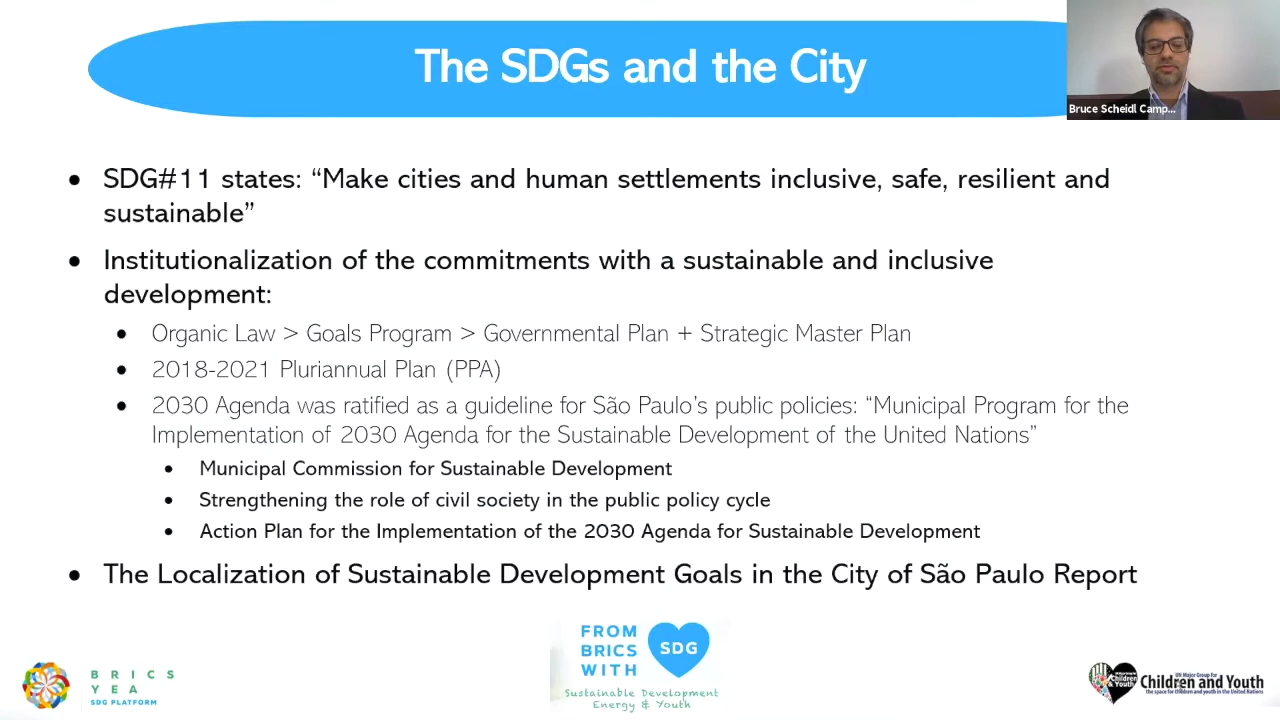 The SDGs and the City
Bruce Scheidl Camp...
• SDG#11 states: “Make cities and human settlements inclusive, safe, resilient and
sustainable”
• Institutionalization of the commitments with a sustainable and inclusive
development:
• Organic Law > Goals Program > Governmental Plan + Strategic Master Plan
• 2018-2021 Pluriannual Plan (PPA)
• 2030 Agenda was ratified as a guideline for São Paulo’s public policies: “Municipal Program for the
Implementation of 2030 Agenda for the Sustainable Development of the United Nations”
• Municipal Commission for Sustainable Development
• Strengthening the role of civil society in the public policy cycle
• Action Plan for the Implementation of the 2030 Agenda for Sustainable Development
• The Localization of Sustainable Development Goals in the City of São Paulo Report
BRICS
YEA
SDG PLATFORM
FROM
BRICS
WITH
SDG
Sustainable Development
Energy & Youth
Children
& Youth
UN Major Group for
Children and Youth
the space for children and youth in the United Nations